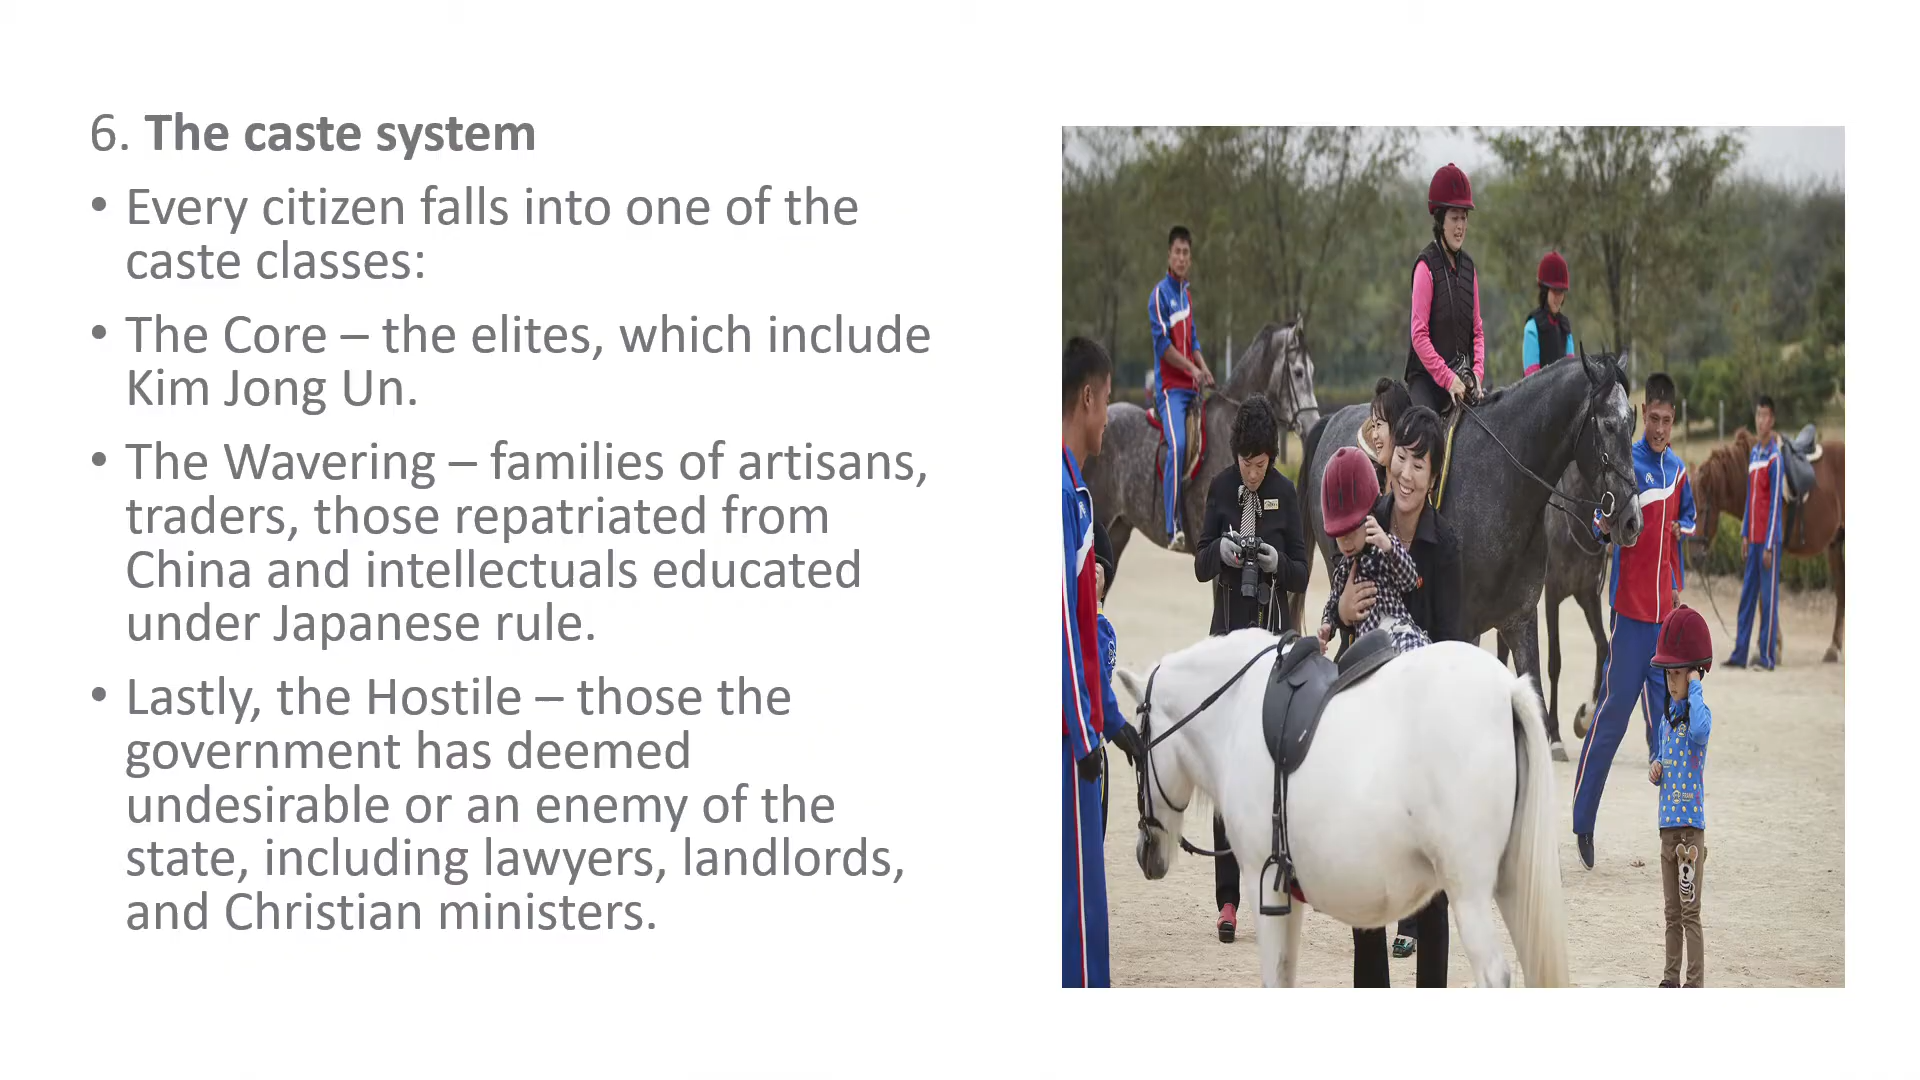 6. The caste system
• Every citizen falls into one of the
caste classes:
• The Core – the elites, which include
Kim Jong Un.
• The Wavering – families of artisans,
traders, those repatriated from
China and intellectuals educated
under Japanese rule.
• Lastly, the Hostile – those the
government has deemed
undesirable or an enemy of the
state, including lawyers, landlords,
and Christian ministers.